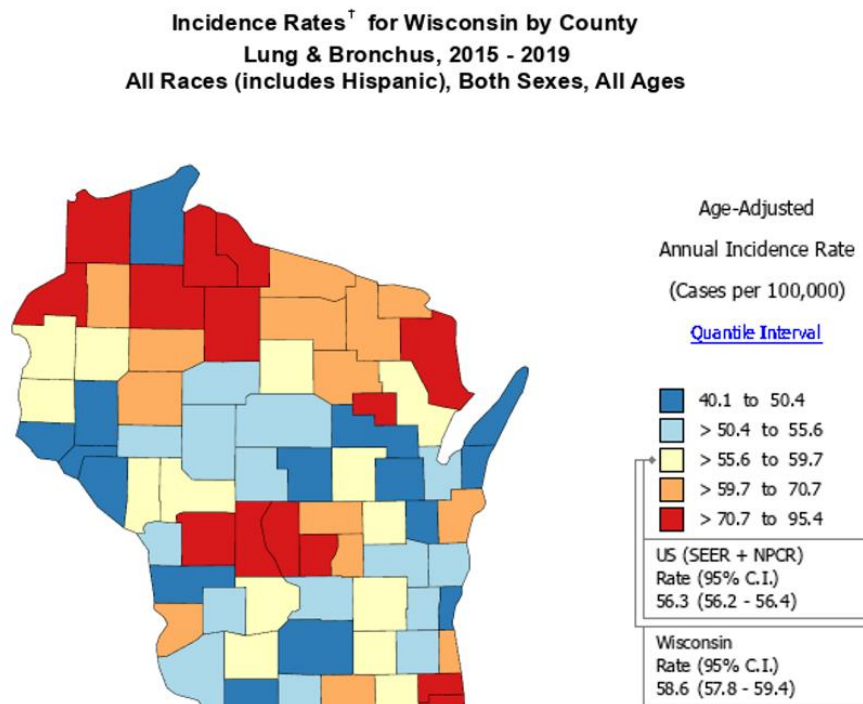 Incidence Rates† for Wisconsin by County
Lung & Bronchus, 2015 - 2019
All Races (includes Hispanic), Both Sexes, All Ages
Age-Adjusted
Annual Incidence Rate
(Cases per 100,000)
Quantile Interval
40.1 to 50.4
> 50.4 to 55.6
> 55.6 to 59.7
> 59.7 to 70.7
> 70.7 to 95.4
US (SEER + NPCR)
Rate (95% C.I.)
56.3 (56.2 - 56.4)
Wisconsin
Rate (95% C.I.)
58.6 (57.8 - 59.4)